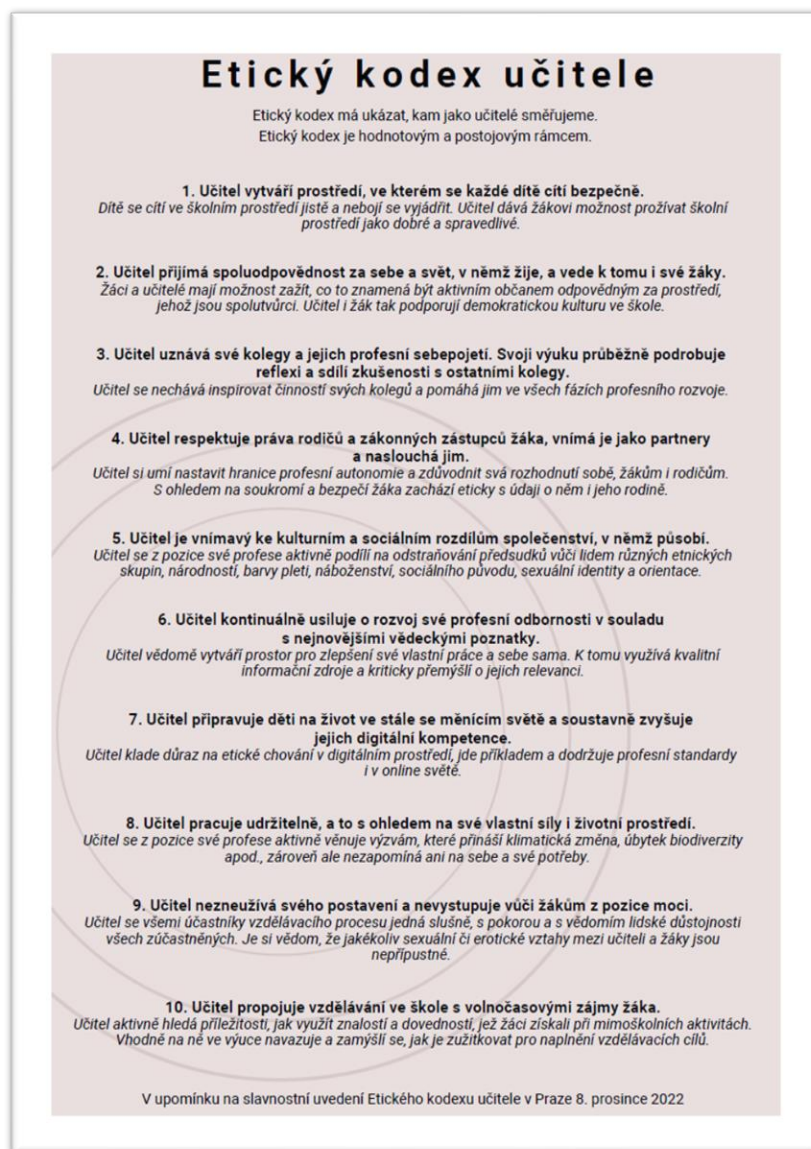 Etický kodex učitele
Etický kodex má ukázat, kam jako učitelé směřujeme.
Etický kodex je hodnotovým a postojovým rámcem.
1. Učitel vytváří prostředí, ve kterém se každé dítě cítí bezpečně.
Dítě se cítí ve školním prostředí jistě a nebojí se vyjádřit. Učitel dává žákovi možnost prožívat školní
prostředí jako dobré a spravedlivé.
2. Učitel přijímá spoluodpovědnost za sebe a svět, v němž žije, a vede k tomu i své žáky.
Žáci a učitelé mají možnost zažít, co to znamená být aktivním občanem odpovědným za prostředí,
jehož jsou spolutvůrci. Učitel i žák tak podporují demokratickou kulturu ve škole.
3. Učitel uznává své kolegy a jejich profesní sebepojetí. Svoji výuku průběžně podrobuje
reflexi a sdílí zkušenosti s ostatními kolegy.
Učitel se nechává inspirovat činností svých kolegů a pomáhá jim ve všech fázích profesního rozvoje.
4. Učitel respektuje práva rodičů a zákonných zástupců žáka, vnímá je jako partnery
a naslouchá jim.
Učitel si umí nastavit hranice profesní autonomie a zdůvodnit svá rozhodnutí sobě, žákům i rodičům.
S ohledem na soukromí a bezpečí žáka zachází eticky s údaji o něm i jeho rodině.
5. Učitel je vnímavý ke kulturním a sociálním rozdílům společenství, v němž působí.
Učitel se z pozice své profese aktivně podílí na odstraňování předsudků vůči lidem různých etnických
skupin, národností, barvy pleti, náboženství, sociálního původu, sexuální identity a orientace.
6. Učitel kontinuálně usiluje o rozvoj své profesní odbornosti v souladu
s nejnovějšími vědeckými poznatky.
Učitel vědomě vytváří prostor pro zlepšení své vlastní práce a sebe sama. K tomu využívá kvalitní
informační zdroje a kriticky přemýšlí o jejich relevanci.
7. Učitel připravuje děti na život ve stále se měnícím světě a soustavně zvyšuje
jejich digitální kompetence.
Učitel klade důraz na etické chování v digitálním prostředí, jde příkladem a dodržuje profesní standardy
i v online světě.
8. Učitel pracuje udržitelně, a to s ohledem na své vlastní síly i životní prostředí.
Učitel se z pozice své profese aktivně věnuje výzvám, které přináší klimatická změna, úbytek biodiverzity
apod., zároveň ale nezapomíná ani na sebe a své potřeby.
9. Učitel nezneužívá svého postavení a nevystupuje vůči žákům z pozice moci.
Učitel se všemi účastníky vzdělávacího procesu jedná slušně, s pokorou a s vědomím lidské důstojnosti
všech zúčastněných. Je si vědom, že jakékoliv sexuální či erotické vztahy mezi učiteli a žáky jsou
nepřípustné.
10. Učitel propojuje vzdělávání ve škole s volnočasovými zájmy žáka.
Učitel aktivně hledá příležitosti, jak využít znalostí a dovedností, jež žáci získali při mimoškolních aktivitách.
Vhodně na ně ve výuce navazuje a zamýšlí se, jak je zužitkovat pro naplnění vzdělávacích cílů.
V upomínku na slavnostní uvedení Etického kodexu učitele v Praze 8. prosince 2022